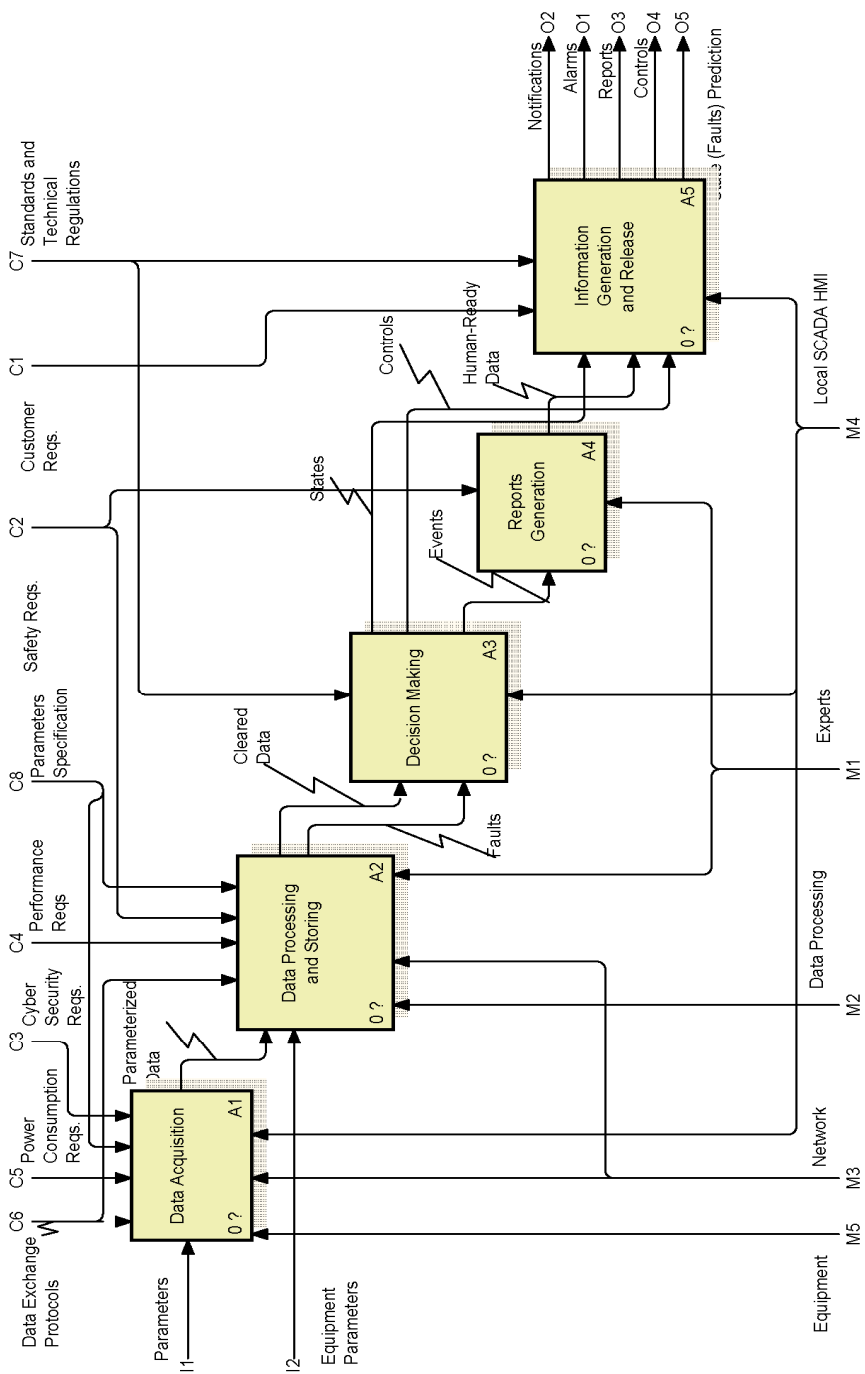 C6
Data Exchange
Protocols
C5
Power
Consumption
Reqs.
C3
Cyber
Security
Reqs.
C4
Performance
Reqs
C8
Parameters
Specification
Safety Reqs.
C2
Customer
Reqs.
C1
C7
Standards and
Technical
Regulations
I1
Parameters
I2
Equipment
Parameters
Data Acquisition
0 ?
A1
Parameterized
Data
Data Processing
and Storing
0 ?
A2
Cleared
Data
Faults
Decision Making
0 ?
A3
States
Events
Controls
Reports
Generation
0 ?
A4
Human-Ready
Data
Information
Generation
and Release
0 ?
A5
Notifications
O2
Alarms
O1
Reports
O3
Controls
O4
O5
State (Faults) Prediction
Equipment
M5
Network
M3
Data Processing
M2
Experts
M1
Local SCADA HMI
M4